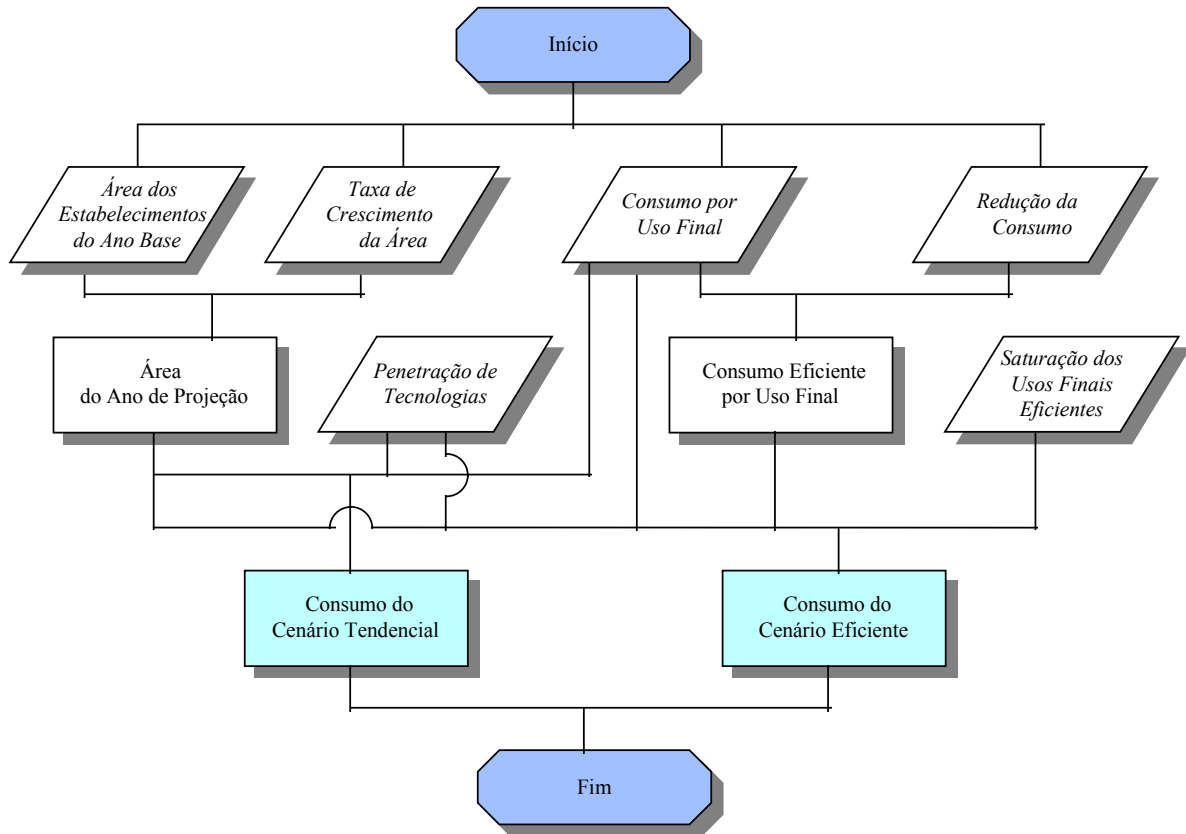 Início
Área dos
Estabelecimentos
do Ano Base
Taxa de
Crescimento
da Área
Consumo por
Uso Final
Redução da
Consumo
Área
do Ano de Projeção
Penetração de
Tecnologias
Consumo Eficiente
por Uso Final
Saturação dos
Usos Finais
Eficientes
Consumo do
Cenário Tendencial
Consumo do
Cenário Eficiente
Fim